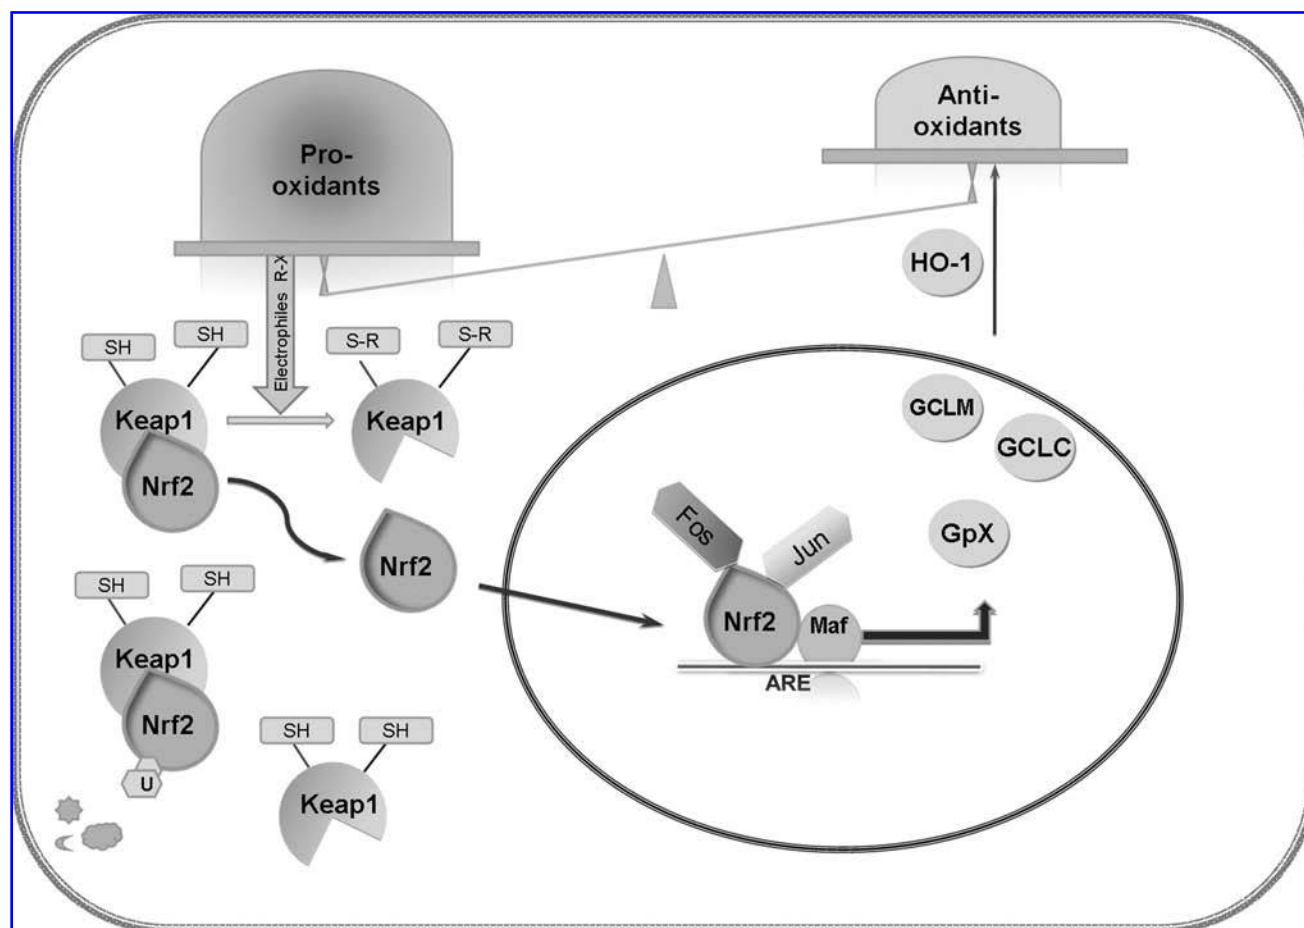 Pro-
oxidants
Anti-
oxidants
Electrophiles R-X
HO-1
SH
SH
S-R
S-R
Keap1
Keap1
Nrf2
GCLM
GCLC
Fos
Jun
GpX
Nrf2
SH
SH
Keap1
Nrf2
Nrf2
Maf
ARE
U
SH
SH
Keap1